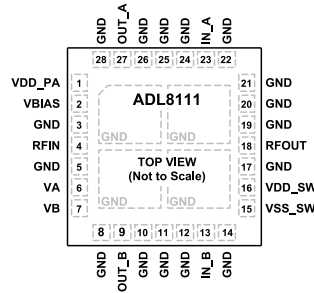 GND
OUT_A
GND
GND
GND
IN_A
GND
28 27 26 25 24 23 22
VDD_PA 1
VBIAS 2
GND 3
RFIN 4
GND 5
VA 6
VB 7
ADL8111
GND GND
TOP VIEW
(Not to Scale)
GND GND
21 GND
20 GND
19 GND
18 RFOUT
17 GND
16 VDD_SW
15 VSS_SW
8 9 10 11 12 13 14
GND
OUT_B
GND
GND
GND
IN_B
GND